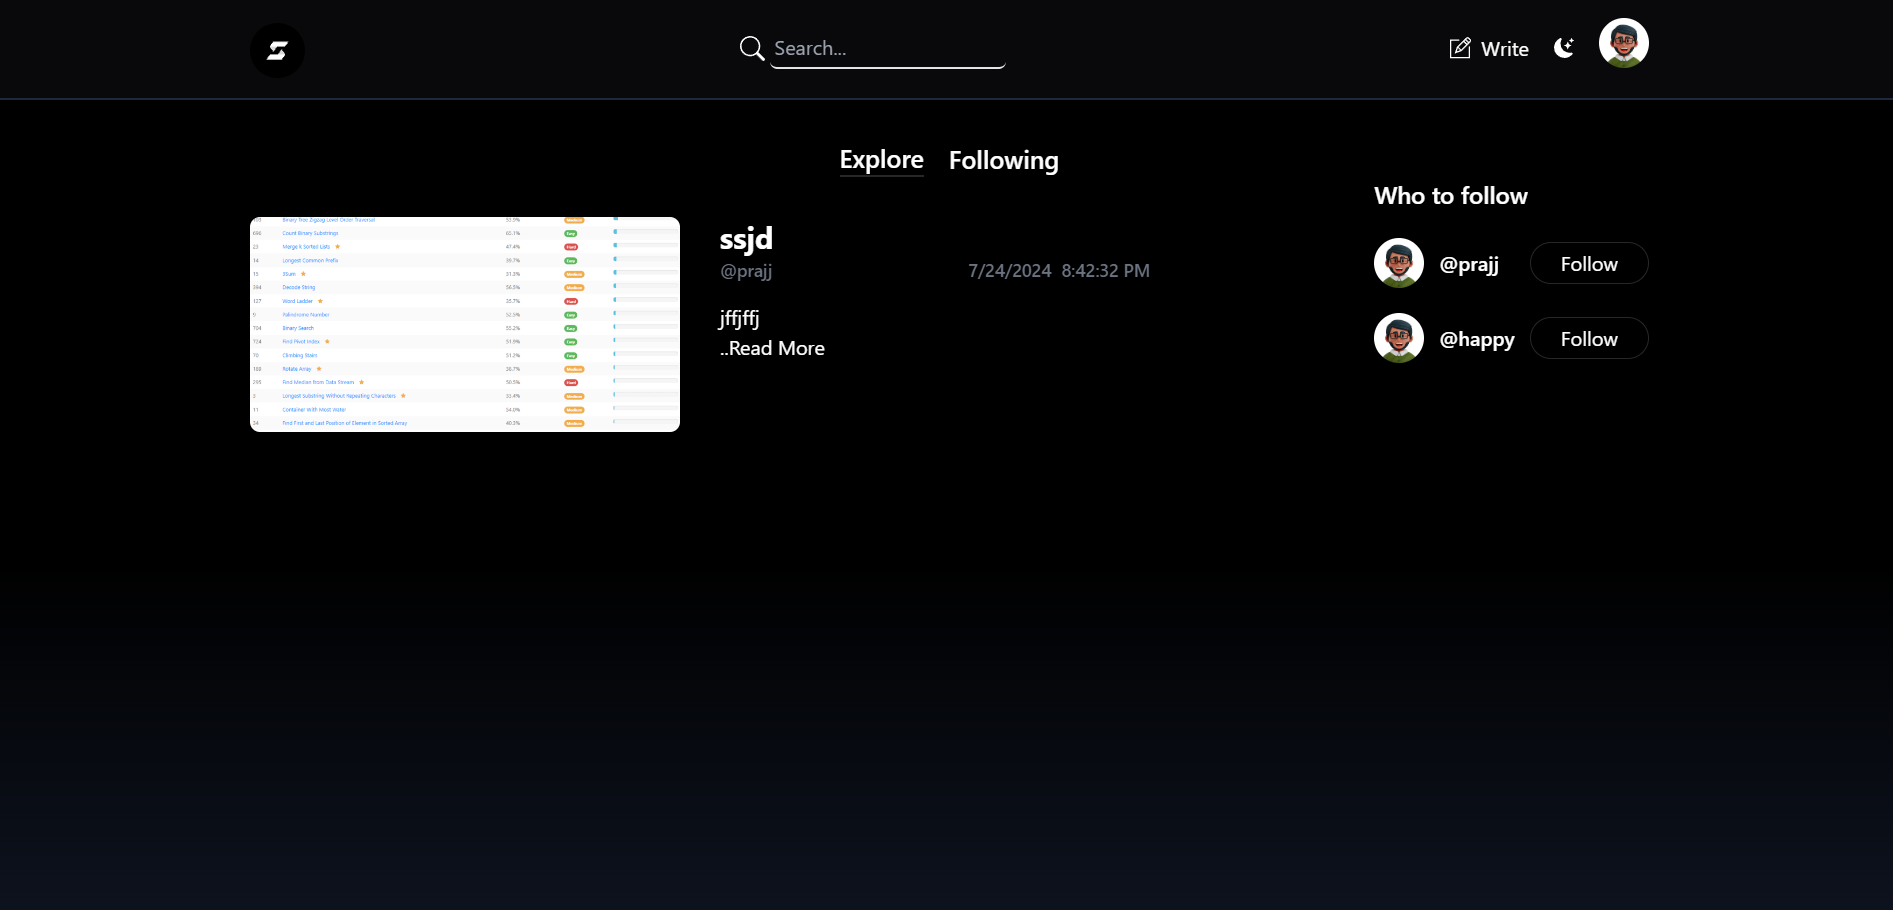 Search...
Write
Explore Following
Who to follow
ssjd
@prajj 7/24/2024 8:42:32 PM
jffjffj
..Read More
@prajj Follow
@happy Follow
Binary Tree Zigzag Level Order Traversal
696 Count Binary Substrings 65.1% Easy
23 Merge K Sorted Lists 47.4% Hard
14 Longest Common Prefix 39.7% Easy
15 3Sum 31.3% Medium
394 Decode String 56.5% Medium
127 Word Ladder 35.7% Hard
9 Palindrome Number 52.3% Easy
704 Binary Search 55.2% Easy
724 Find Pivot Index 51.9% Easy
70 Climbing Stairs 51.2% Easy
189 Rotate Array 38.7% Medium
295 Find Median from Data Stream 50.5% Hard
3 Longest Substring Without Repeating Characters 33.4% Medium
11 Container With Most Water 54.0% Medium
34 Find First and Last Position of Element in Sorted Array 40.3% Medium